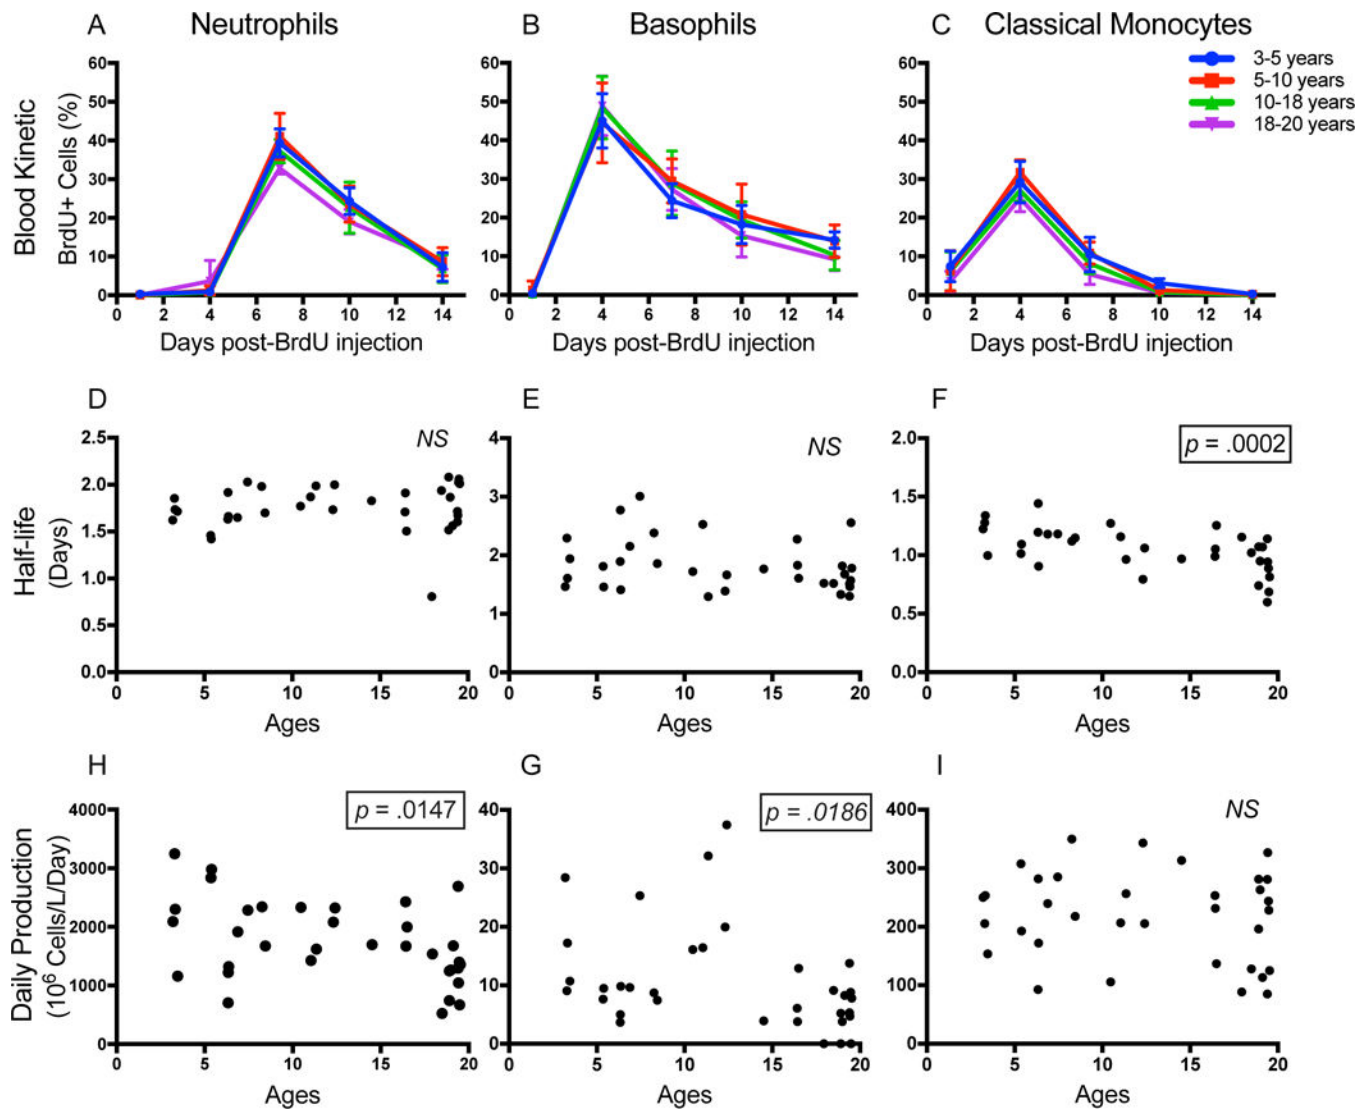 A Neutrophils
B Basophils
C Classical Monocytes
3-5 years
5-10 years
10-18 years
18-20 years
Blood Kinetic
BrdU+ Cells (%)
60
50
40
30
20
10
0
0 2 4 6 8 10 12 14
Days post-BrdU injection
60
50
40
30
20
10
0
0 2 4 6 8 10 12 14
Days post-BrdU injection
60
50
40
30
20
10
0
0 2 4 6 8 10 12 14
Days post-BrdU injection
D
NS
Half-life
(Days)
2.5
2.0
1.5
1.0
0.5
0.0
0 5 10 15 20
Ages
E
NS
4
3
2
1
0
0 5 10 15 20
Ages
F
p = .0002
2.0
1.5
1.0
0.5
0.0
0 5 10 15 20
Ages
H
p = .0147
Daily Production
(10⁶ Cells/L/Day)
4000
3000
2000
1000
0
0 5 10 15 20
Ages
G
p = .0186
40
30
20
10
0
0 5 10 15 20
Ages
I
NS
400
300
200
100
0
0 5 10 15 20
Ages